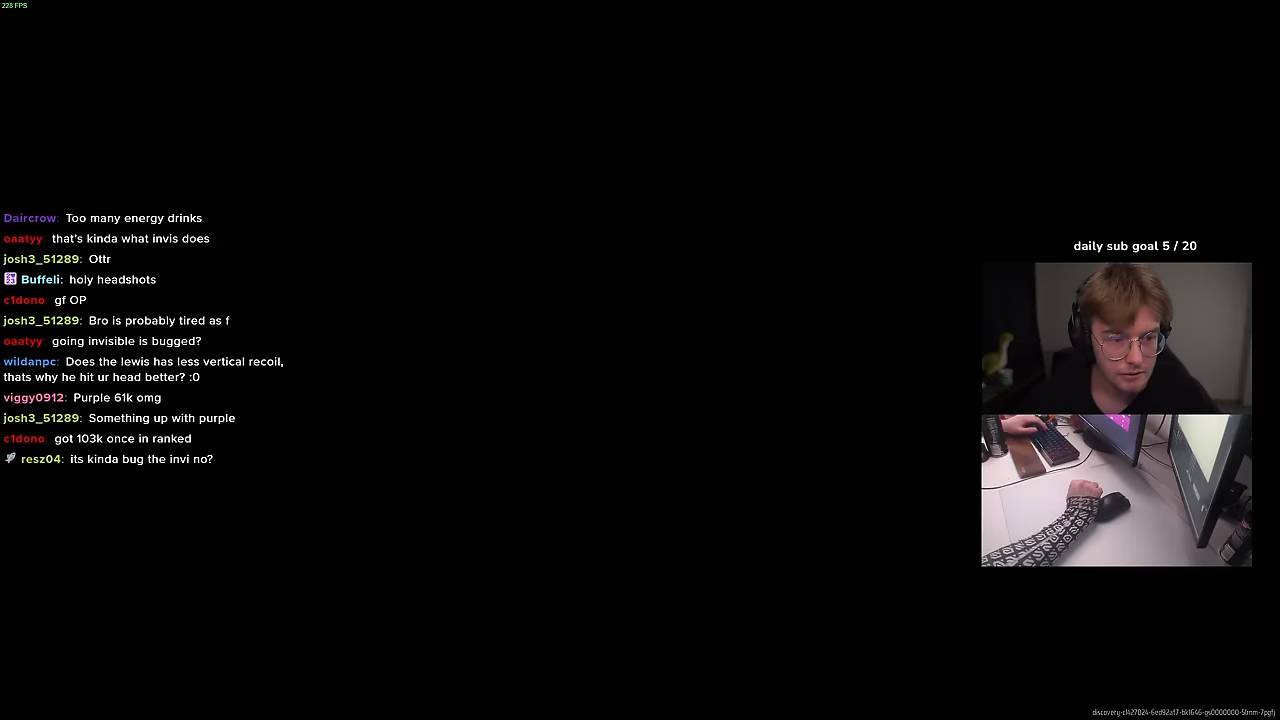 228 FPS
Daircrow: Too many energy drinks
oaatyy: that's kinda what invis does
josh3_51289: Ottr
Buffeli: holy headshots
c1dono: gf OP
josh3_51289: Bro is probably tired as f
oaatyy: going invisible is bugged?
wildanpc: Does the lewis has less vertical recoil,
thats why he hit ur head better? :0
viggy0912: Purple 61k omg
josh3_51289: Something up with purple
c1dono: got 103k once in ranked
resz04: its kinda bug the invi no?
daily sub goal 5 / 20